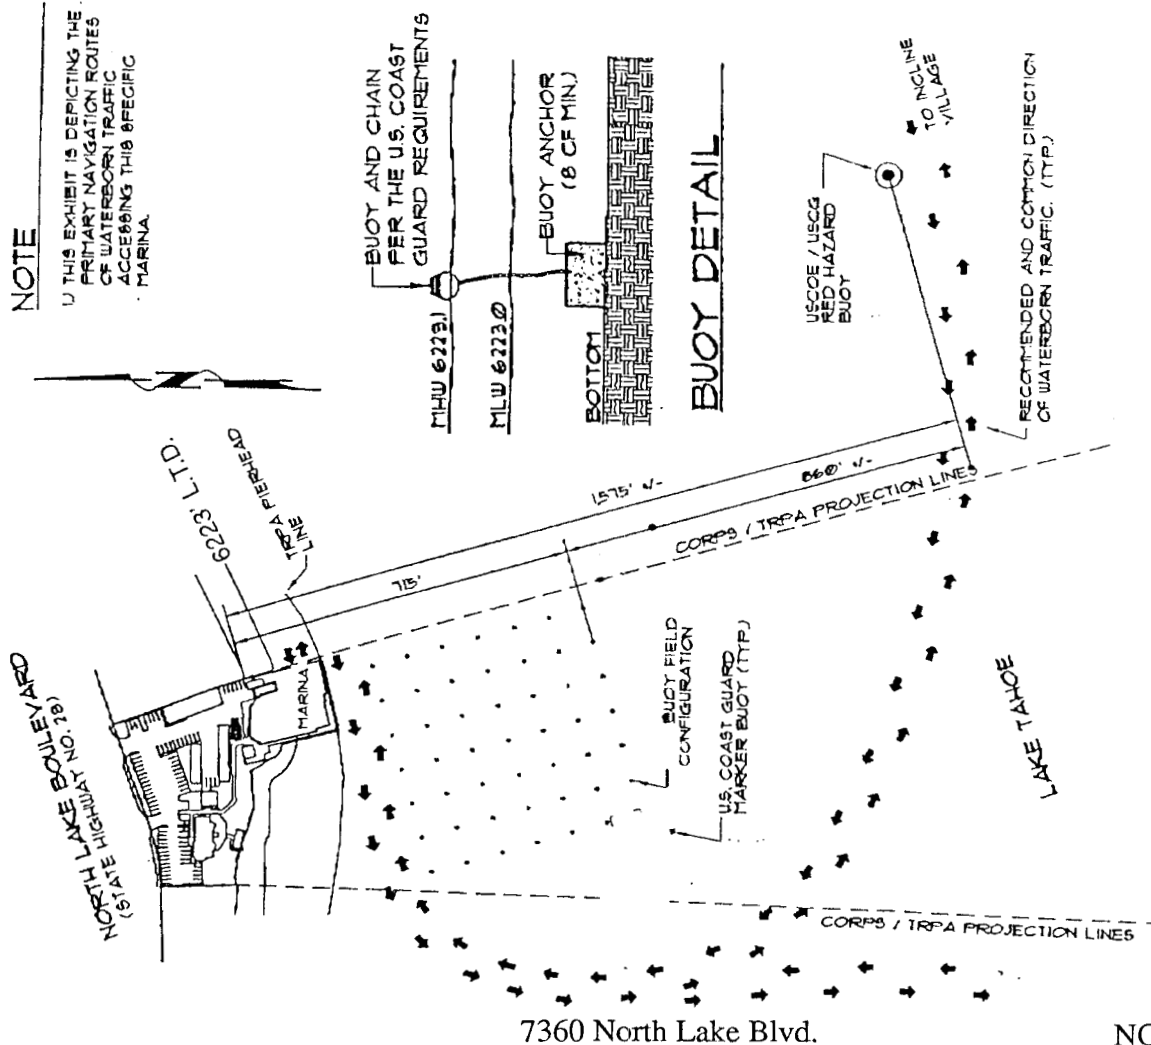 NOTE
1) THIS EXHIBIT IS DEPICTING THE
PRIMARY NAVIGATION ROUTES
OF WATERBORN TRAFFIC
ACCESSING THIS SPECIFIC
MARINA.
BUOY AND CHAIN
PER THE U.S. COAST
GUARD REQUIREMENTS
BUOY ANCHOR
(8 CF MIN.)
MHW 6229.1
MLW 6223.0
BOTTOM
BUOY DETAIL
TO INCLINE
VILLAGE
USCOE / USCG
RED HAZARD
BUOY
RECOMMENDED AND COMMON DIRECTION
OF WATERBORN TRAFFIC. (TYP.)
6223' L.T.D.
TRPA PIERHEAD
LINE
1,575' +/-
860' +/-
715'
CORPS / TRPA PROJECTION LINES
NORTH LAKE BOULEVARD
(STATE HIGHWAY NO. 28)
MARINA
BUOY FIELD
CONFIGURATION
U.S. COAST GUARD
MARKER BUOY (TYP.)
LAKE TAHOE
CORPS / TRPA PROJECTION LINES
7360 North Lake Blvd.
NO